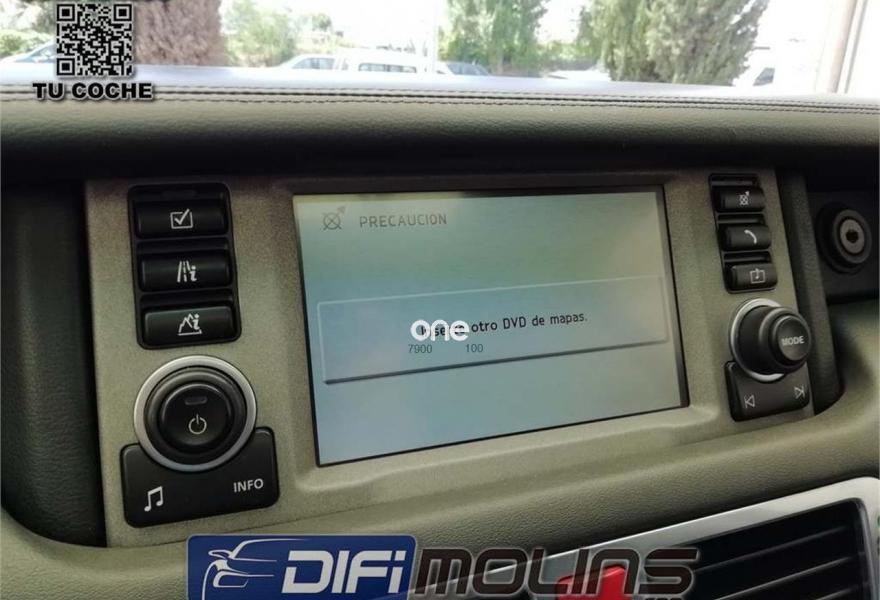 TU COCHE
PRECAUCION
otro DVD de mapas.
one
7900 100
MODE
INFO
DIFi MOLINS